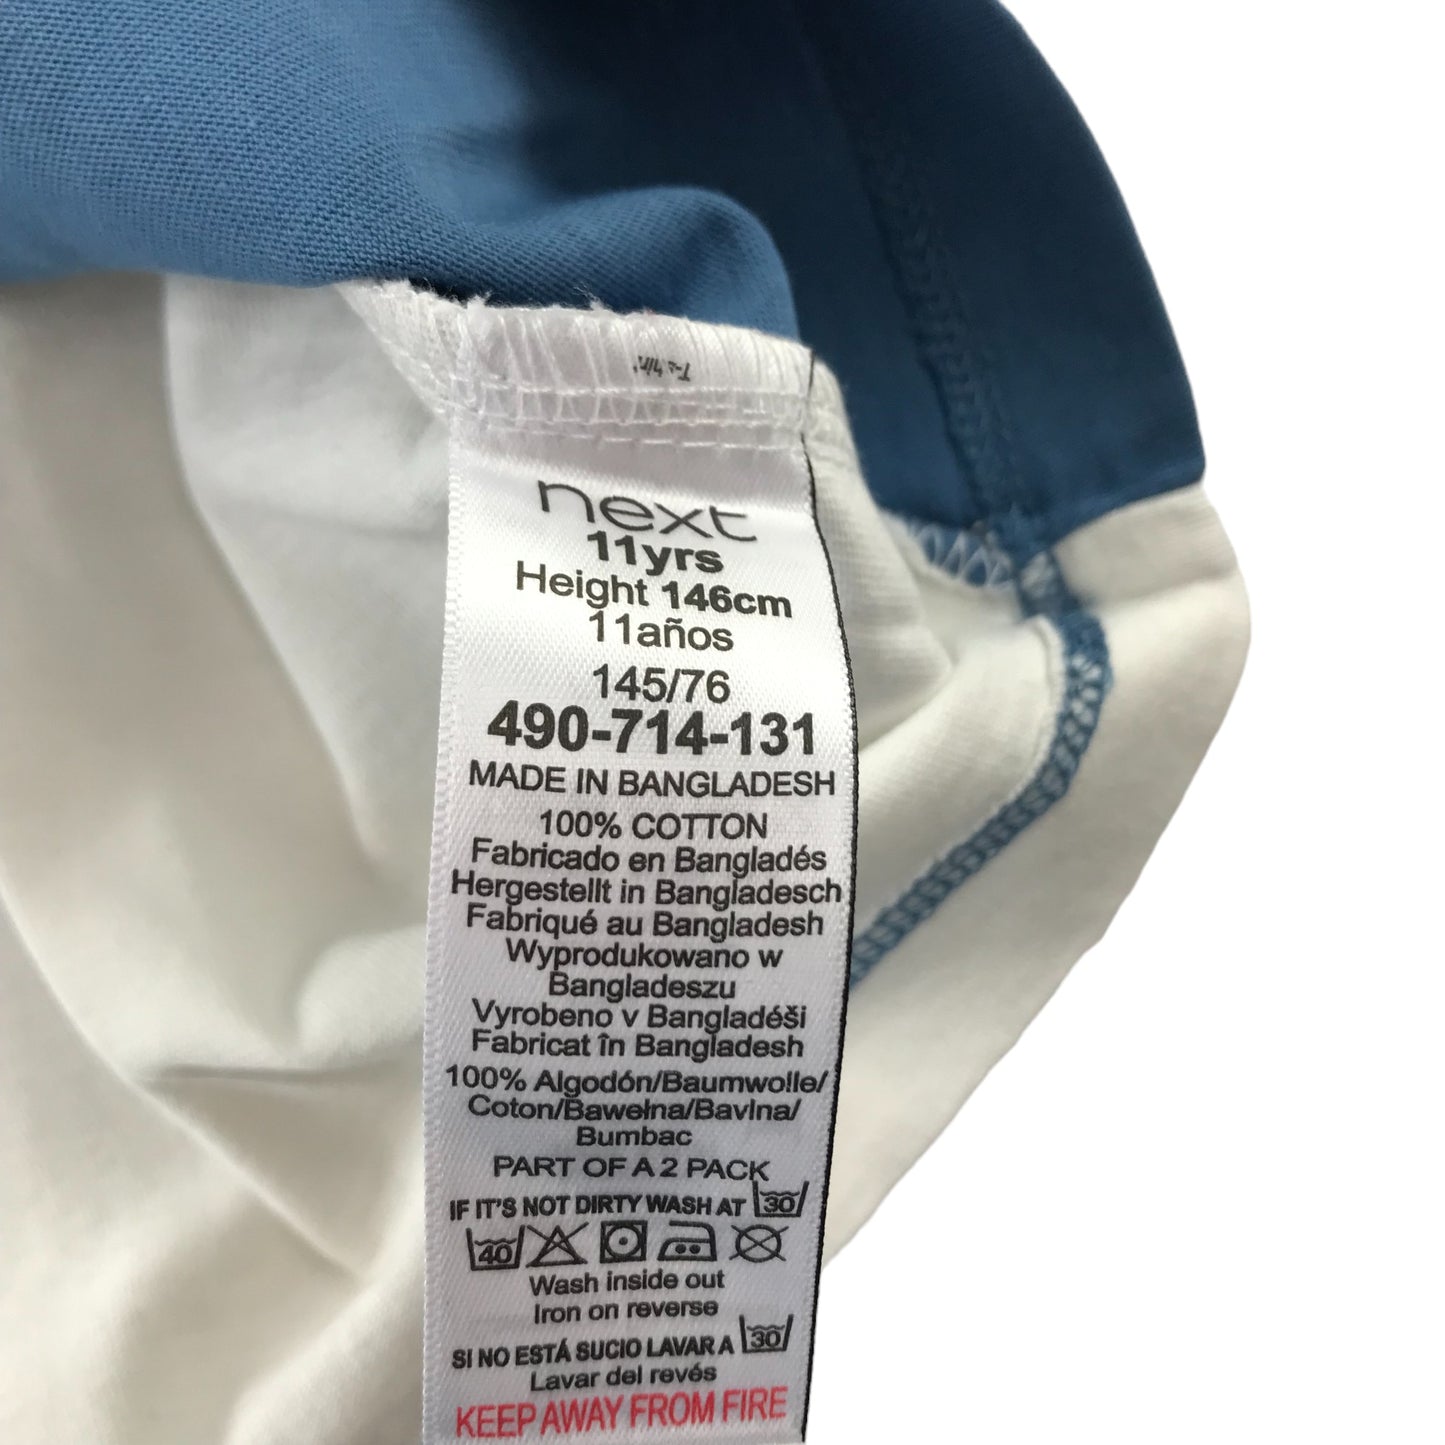 next
11yrs
Height 146cm
11años
145/76
490-714-131
MADE IN BANGLADESH
100% COTTON
Fabricado en Bangladés
Hergestellt in Bangladesch
Fabriqué au Bangladesh
Wyprodukowano w
Bangladeszu
Vyrobeno v Bangladéši
Fabricat în Bangladesh
100% Algodón/Baumwolle/
Coton/Bawełna/Bavlna/
Bumbac
PART OF A 2 PACK
IF IT'S NOT DIRTY WASH AT 30
40
Wash inside out
Iron on reverse
SI NO ESTÁ SUCIO LAVAR A 30
Lavar del revés
KEEP AWAY FROM FIRE